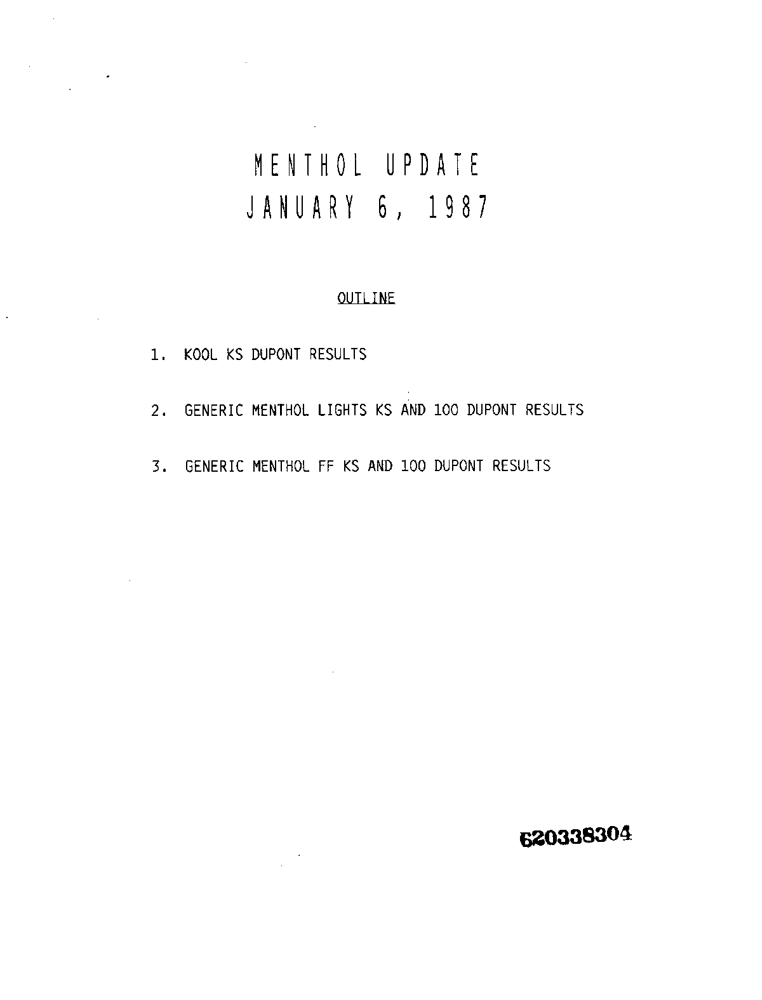 MENTHOL UPDATE
JANUARY 6, 1987
OUTLINE
1. KOOL KS DUPONT RESULTS
2. GENERIC MENTHOL LIGHTS KS AND 100 DUPONT RESULTS
3. GENERIC MENTHOL FF KS AND 100 DUPONT RESULTS
620338304